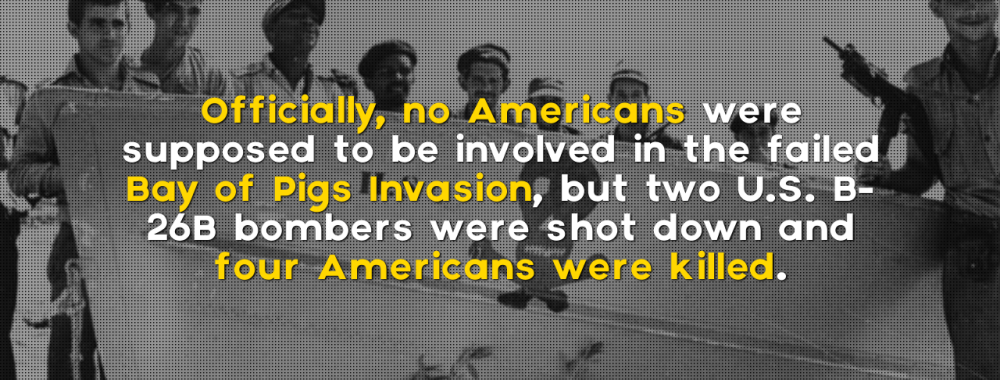 Officially, no Americans were
supposed to be involved in the failed
Bay of Pigs Invasion, but two U.S. B-
26B bombers were shot down and
four Americans were killed.